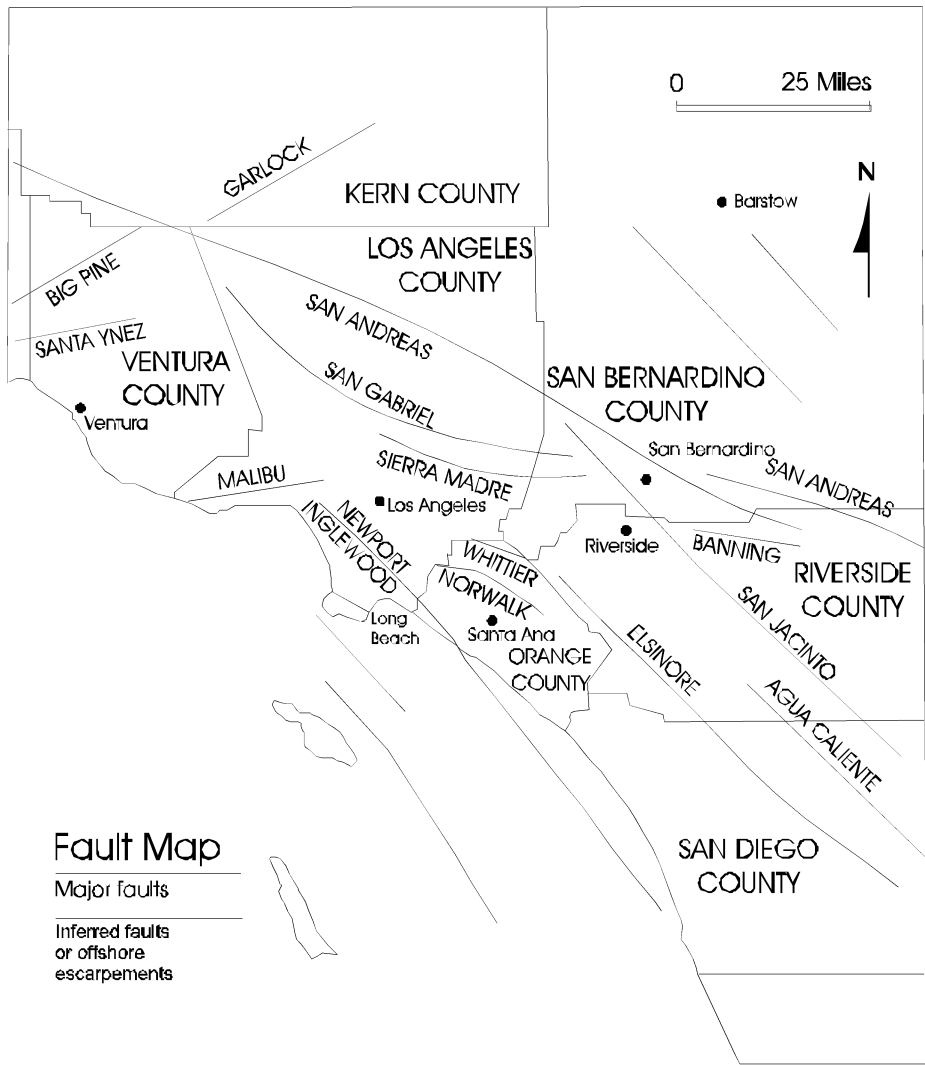 0 25 Miles
N
GARLOCK
KERN COUNTY
Barstow
LOS ANGELES
COUNTY
BIG PINE
SAN ANDREAS
SANTA YNEZ
VENTURA
COUNTY
SAN GABRIEL
SAN BERNARDINO
COUNTY
Ventura
San Bernardino
SIERRA MADRE
SAN ANDREAS
MALIBU
Los Angeles
NEWPORT
INGLEWOOD
Riverside
BANNING
WHITTIER
RIVERSIDE
COUNTY
NORWALK
SAN JACINTO
Long
Beach
Santa Ana
ELSINORE
ORANGE
COUNTY
AGUA CALIENTE
Fault Map
SAN DIEGO
COUNTY
Major faults
Inferred faults
or offshore
escarpements